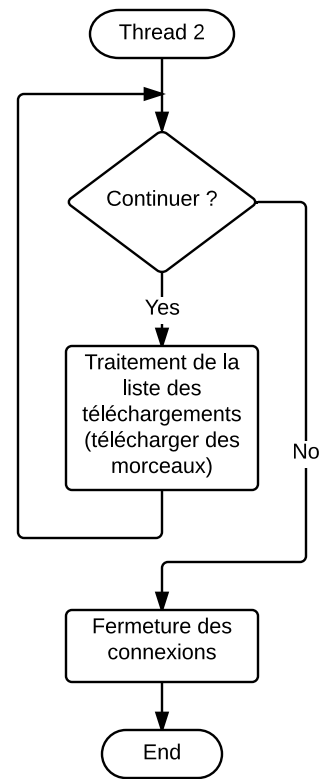 Thread 2
Continuer ?
Yes
Traitement de la
liste des
téléchargements
(télécharger des
morceaux)
No
Fermeture des
connexions
End